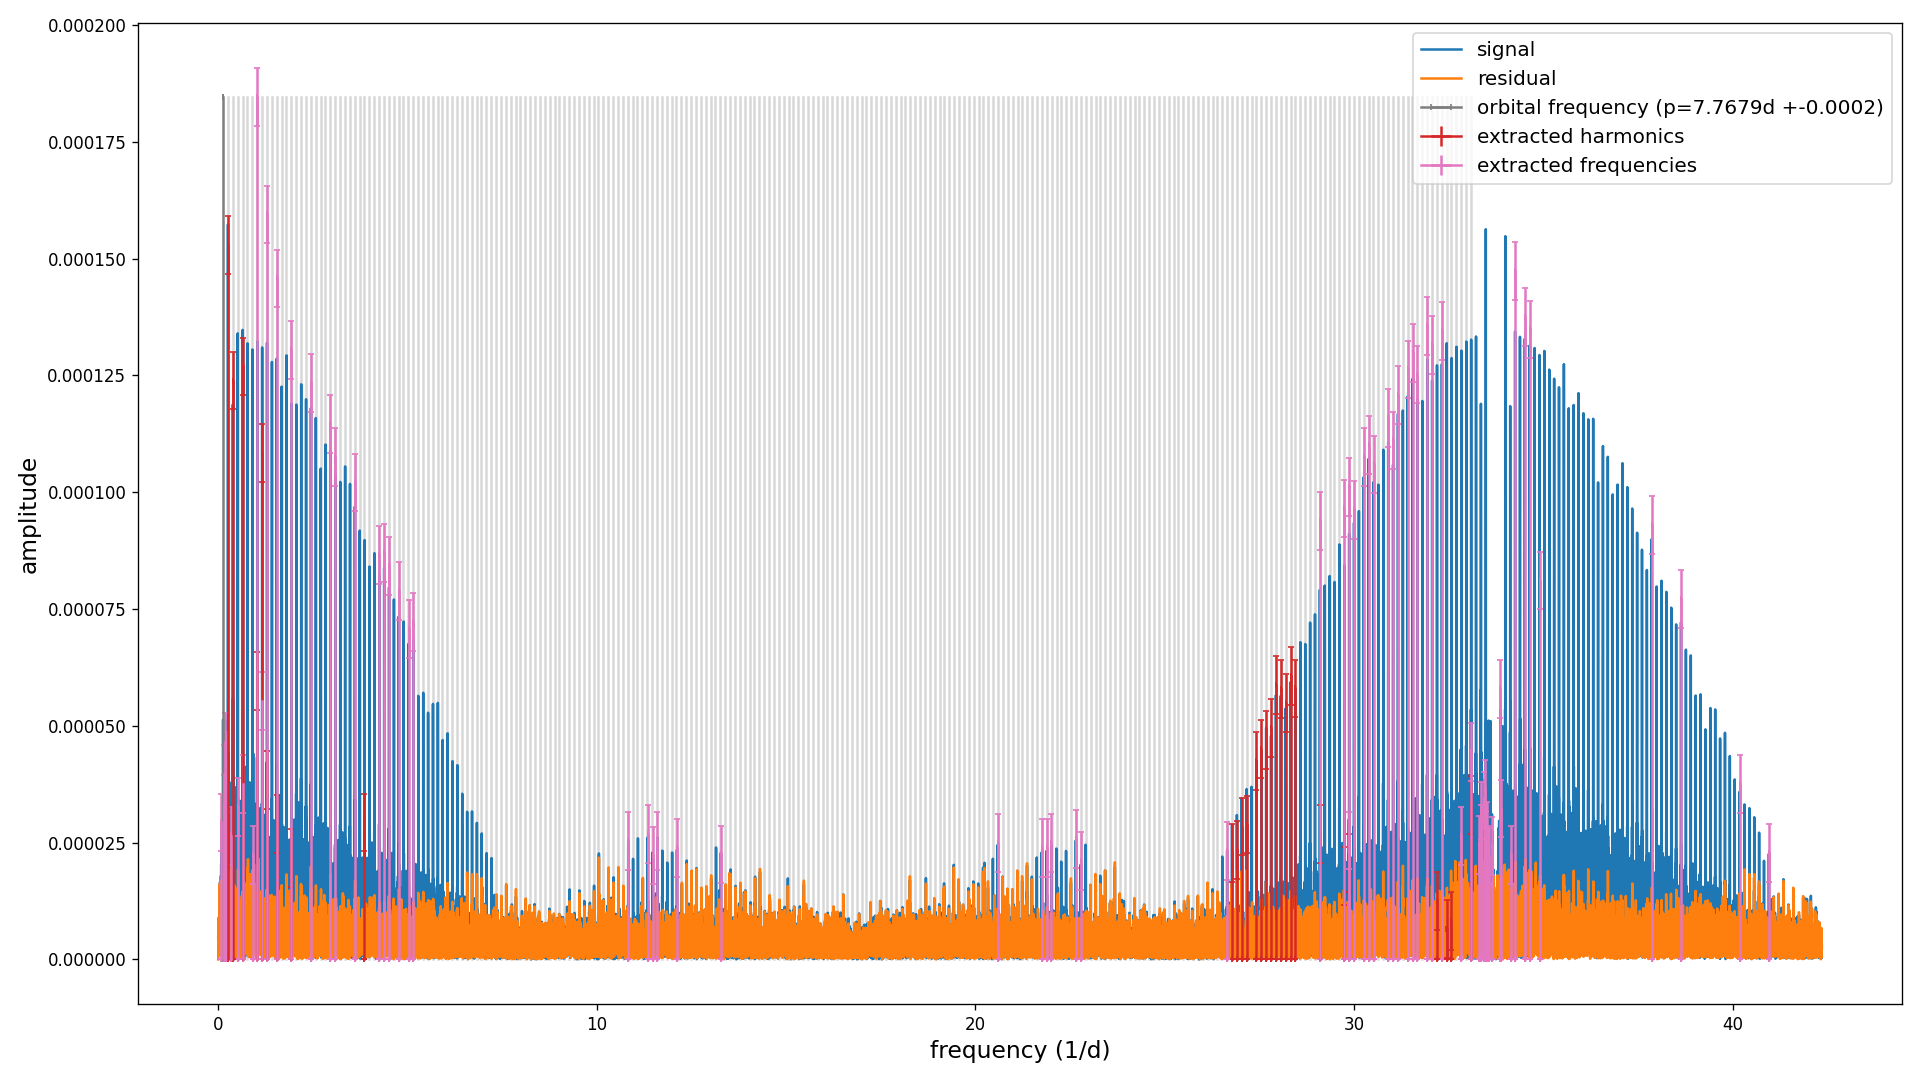 0.000200
0.000175
0.000150
0.000125
0.000100
0.000075
0.000050
0.000025
0.000000
amplitude
signal
residual
orbital frequency (p=7.7679d +-0.0002)
extracted harmonics
extracted frequencies
0 10 20 30 40
frequency (1/d)